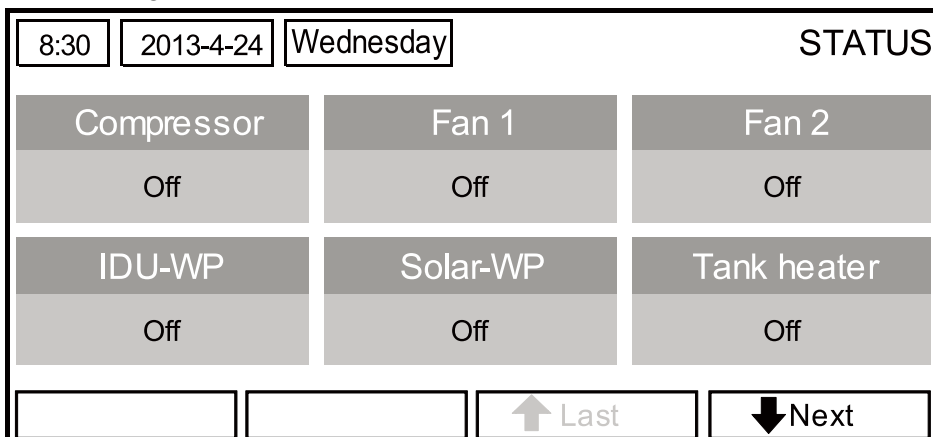 8:30 2013-4-24 Wednesday STATUS
Compressor Fan 1 Fan 2
Off Off Off
IDU-WP Solar-WP Tank heater
Off Off Off
Last Next